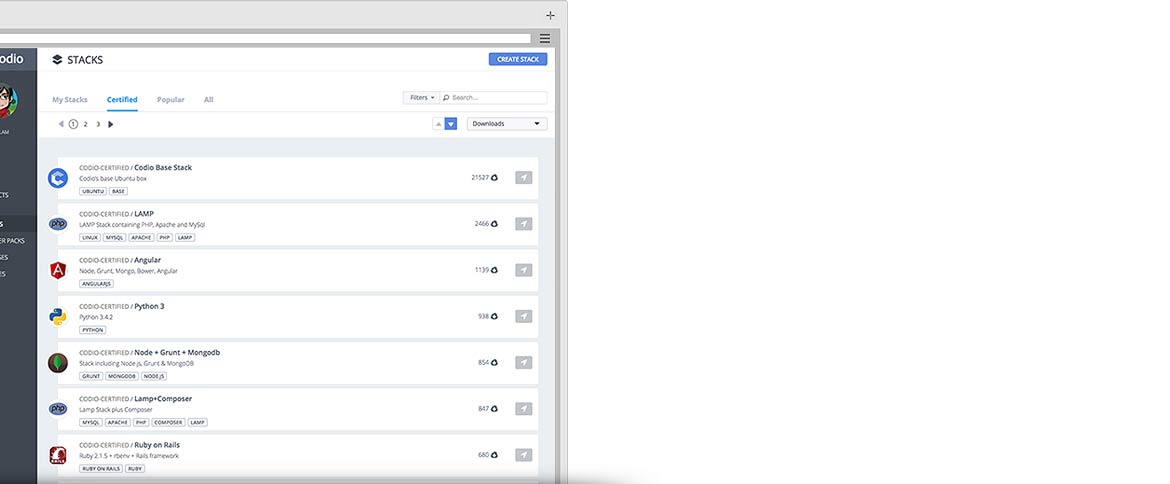 odio
STACKS
CREATE STACK
LAM
My Stacks Certified Popular All
Filters Search...
1 2 3
Downloads
CTS
S
ER PACKS
GES
ES
CODIO-CERTIFIED / Codio Base Stack
Codio's base Ubuntu box
21527
UBUNTU BASE
CODIO-CERTIFIED / LAMP
php
LAMP Stack containing PHP, Apache and MySql
2466
LINUX MYSQL APACHE PHP LAMP
CODIO-CERTIFIED / Angular
Node, Grunt, Mongo, Bower, Angular
1139
ANGULARJS
CODIO-CERTIFIED / Python 3
Python 3.4.2
938
PYTHON
CODIO-CERTIFIED / Node + Grunt + Mongodb
Stack including Node.js, Grunt & MongoDB
854
GRUNT MONGODB NODE.JS
CODIO-CERTIFIED / Lamp+Composer
php
Lamp Stack plus Composer
847
MYSQL APACHE PHP COMPOSER LAMP
CODIO-CERTIFIED / Ruby on Rails
Ruby 2.1.5 + rbenv + Rails framework
680
RAILS
RUBY ON RAILS RUBY